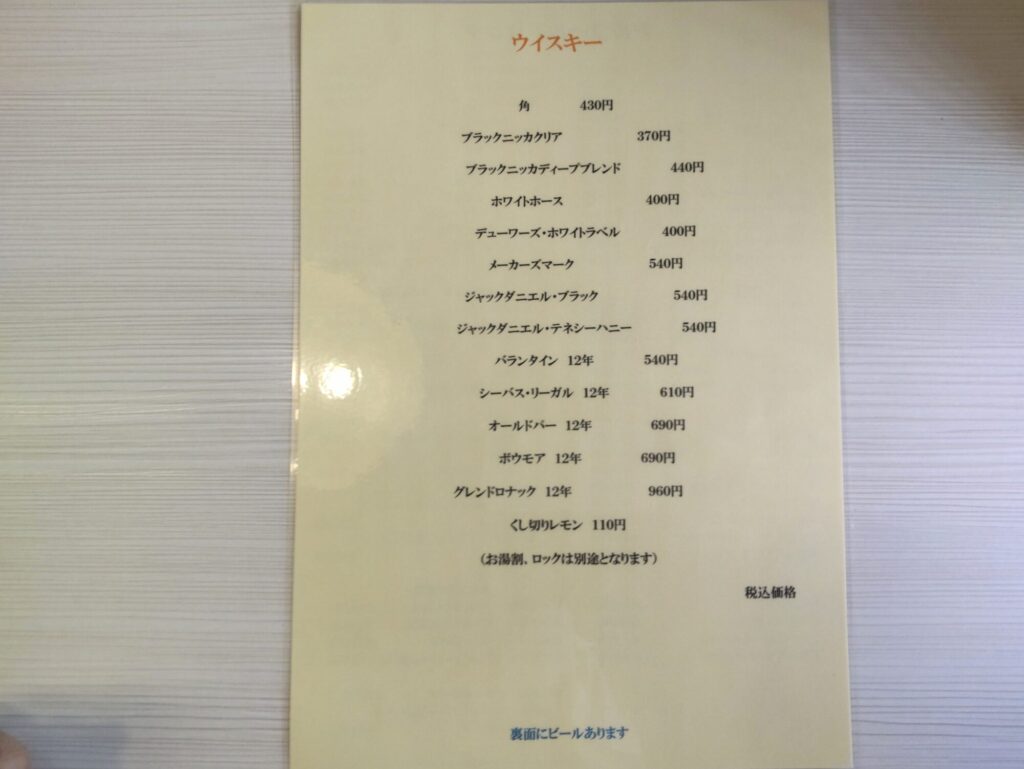 ウイスキー
角 430円
ブラックニッカクリア 370円
ブラックニッカディープブレンド 440円
ホワイトホース 400円
デューワーズ・ホワイトラベル 400円
メーカーズマーク 540円
ジャックダニエル・ブラック 540円
ジャックダニエル・テネシーハニー 540円
バランタイン 12年 540円
シーバス・リーガル 12年 610円
オールドパー 12年 690円
ボウモア 12年 690円
グレンドロナック 12年 960円
くし切りレモン 110円
（お湯割、ロックは別途となります）
税込価格
裏面にビールあります